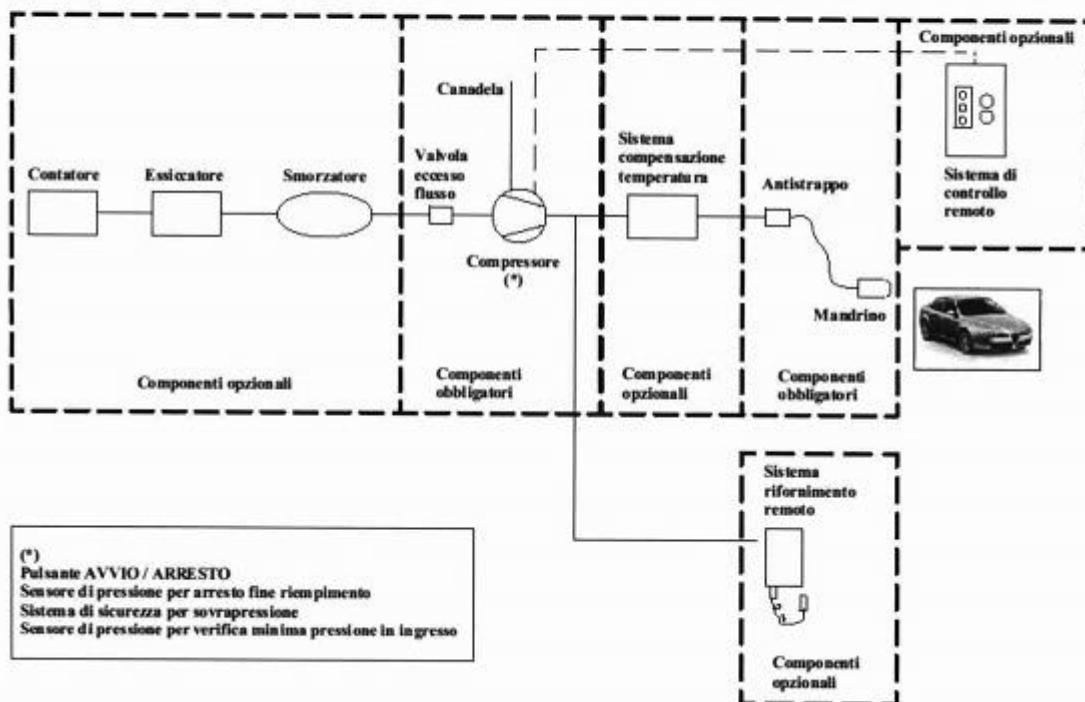 Componenti opzionali
Canadela
Sistema
compensazione
temperatura
Valvola
eccesso
flusso
Contatore
Essiccatore
Smorzatore
Antistrappo
Sistema di
controllo
remoto
Compressore
(*)
Mandrino
Componenti opzionali
Componenti
obbligatori
Componenti
opzionali
Componenti
obbligatori
Sistema
rifornimento
remoto
(*)
Pulsante AVVIO / ARRESTO
Sensore di pressione per arresto fine riempimento
Sistema di sicurezza per sovrapressione
Sensore di pressione per verifica minima pressione in ingresso
Componenti
opzionali